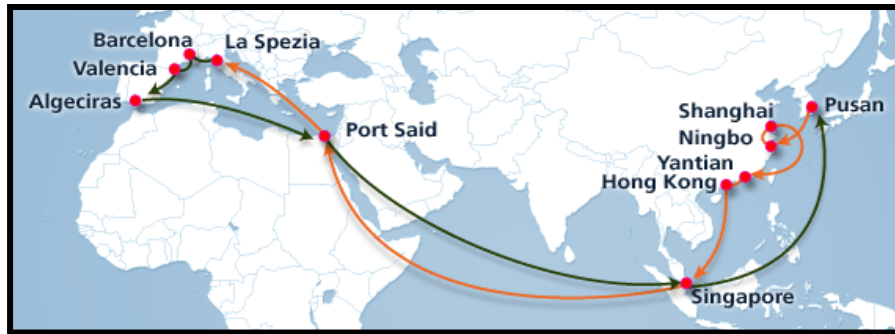 Barcelona
La Spezia
Valencia
Algeciras
Port Said
Shanghai
Pusan
Ningbo
Yantian
Hong Kong
Singapore